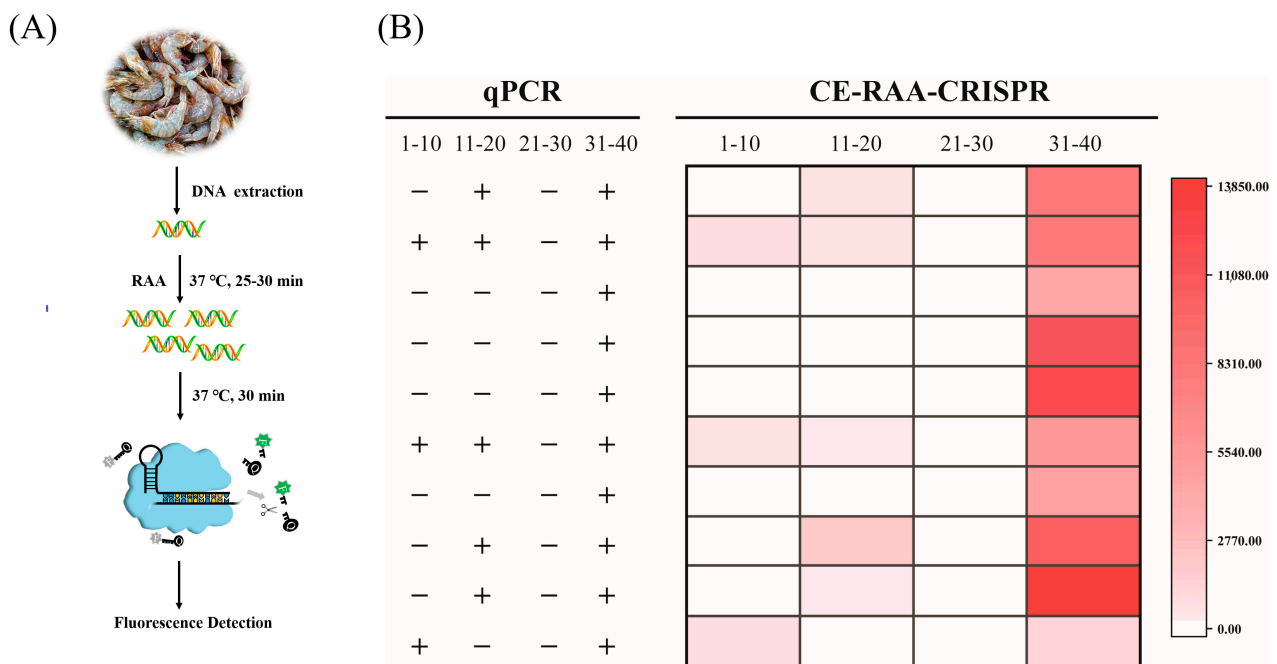 (A)
DNA extraction
RAA 37 ℃, 25-30 min
37 ℃, 30 min
Fluorescence Detection
(B)
qPCR CE-RAA-CRISPR
1-10 11-20 21-30 31-40 1-10 11-20 21-30 31-40
− + − +
+ + − +
− − − +
− − − +
− − − +
+ + − +
− − − +
− + − +
− + − +
+ − − +
13850.00
11080.00
8310.00
5540.00
2770.00
0.00